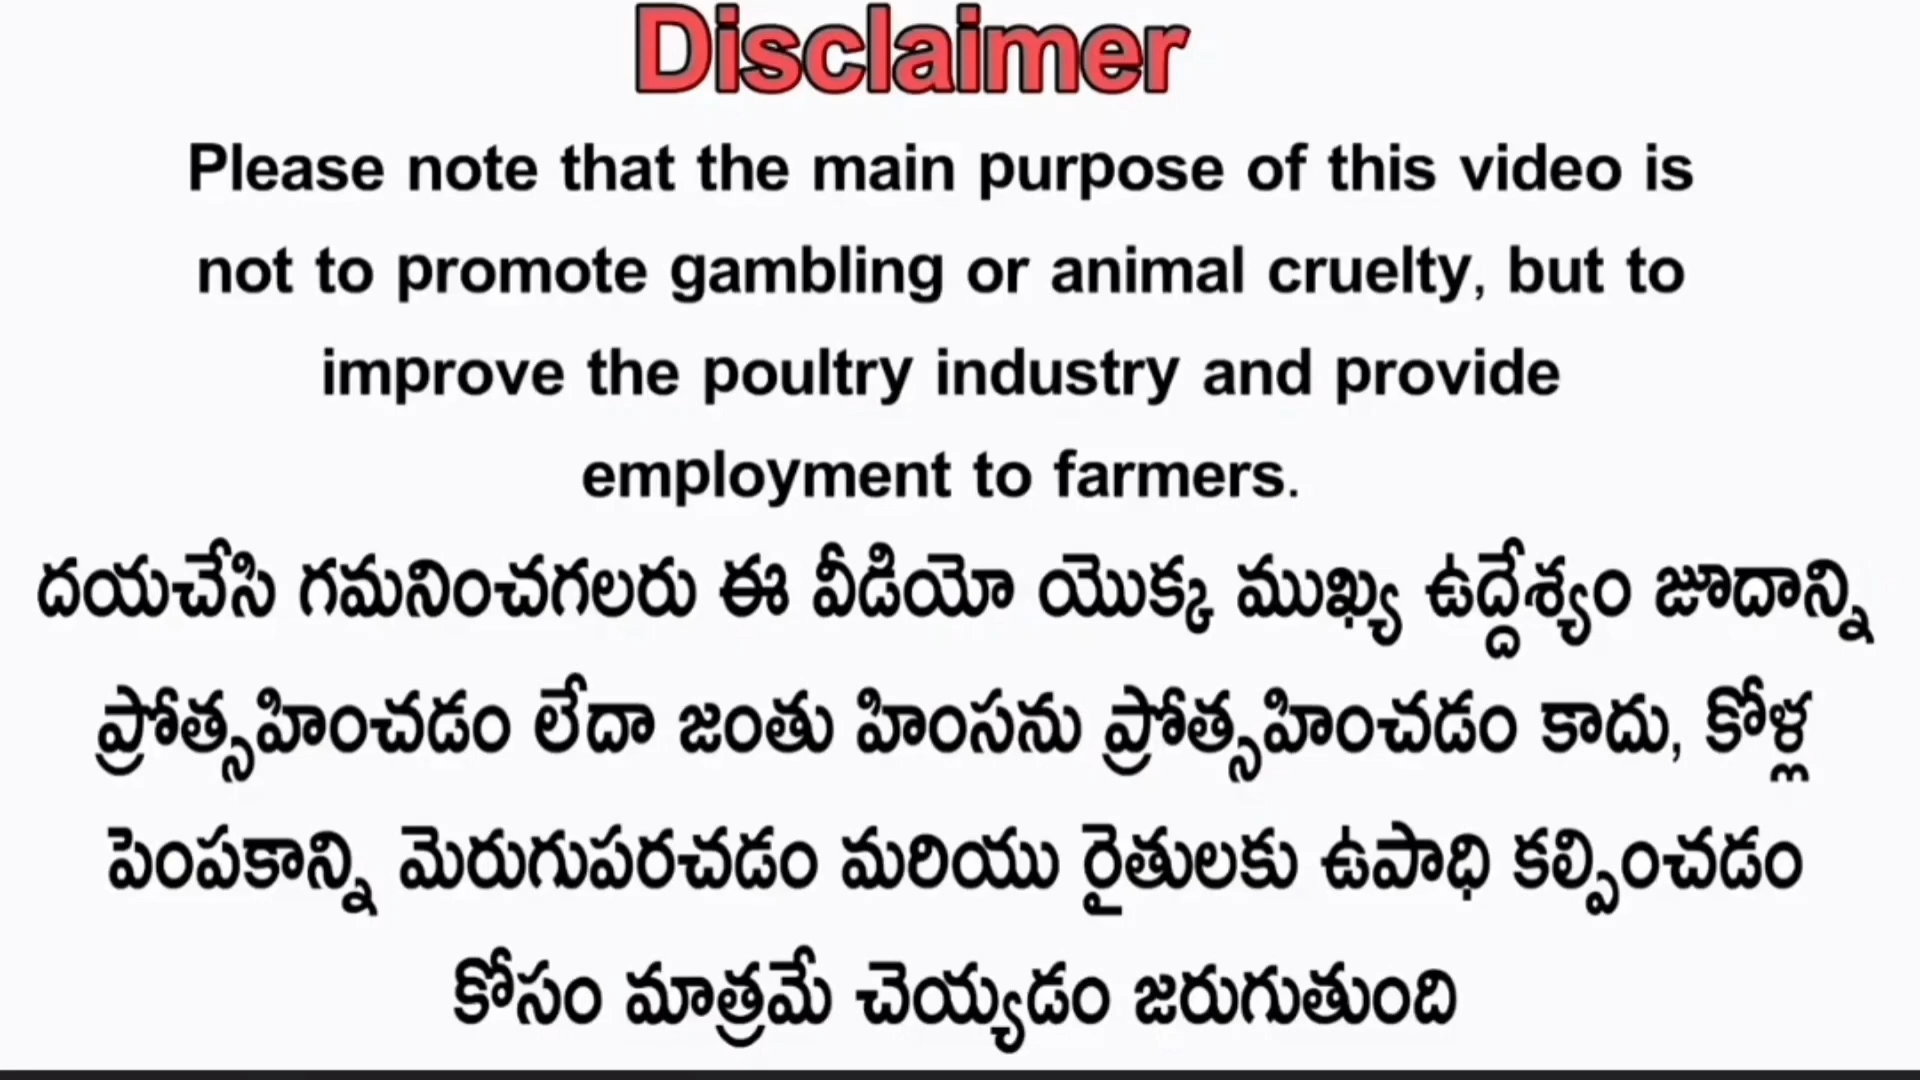 Disclaimer
Please note that the main purpose of this video is
not to promote gambling or animal cruelty, but to
improve the poultry industry and provide
employment to farmers.
దయచేసి గమనించగలరు ఈ వీడియో యొక్క ముఖ్య ఉద్దేశ్యం జూదాన్ని
ప్రోత్సహించడం లేదా జంతు హింసను ప్రోత్సహించడం కాదు, కోళ్ల
పెంపకాన్ని మెరుగుపరచడం మరియు రైతులకు ఉపాధి కల్పించడం
కోసం మాత్రమే చెయ్యడం జరుగుతుంది